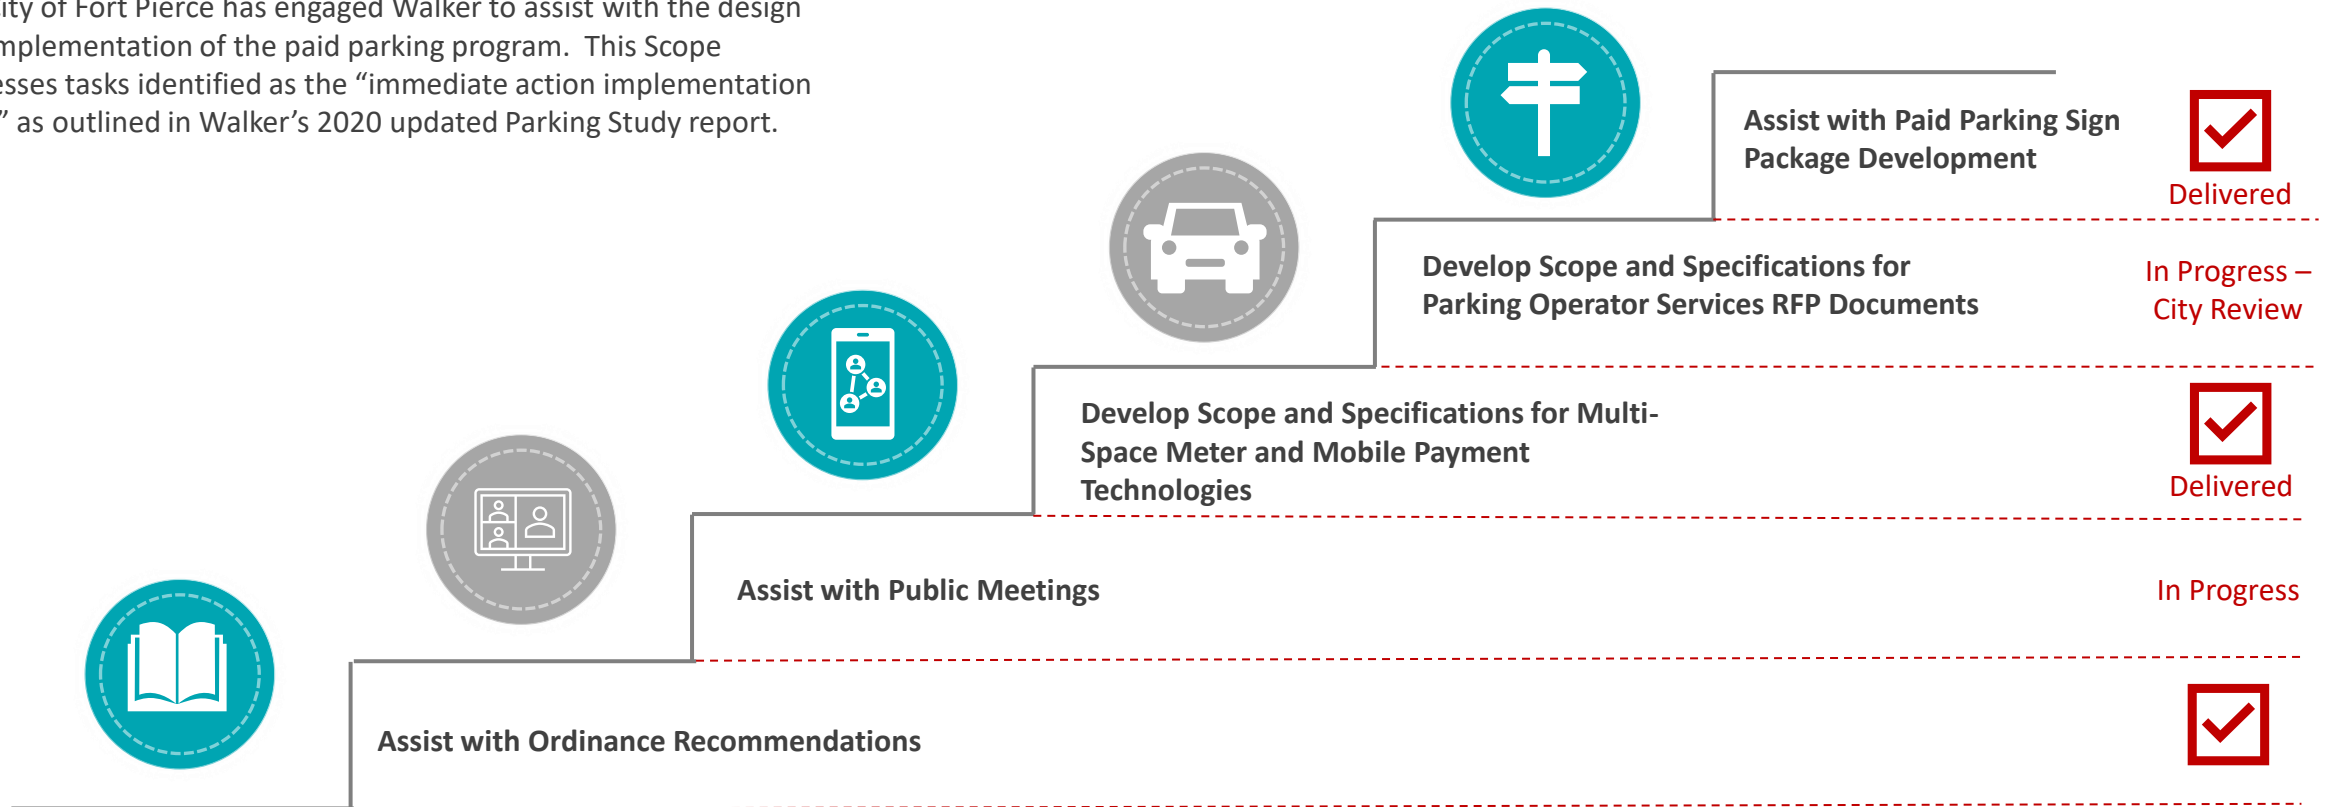 ity of Fort Pierce has engaged Walker to assist with the design
mplementation of the paid parking program. This Scope
esses tasks identified as the “immediate action implementation
” as outlined in Walker’s 2020 updated Parking Study report.
Assist with Paid Parking Sign
Package Development
Delivered
Develop Scope and Specifications for
Parking Operator Services RFP Documents
In Progress –
City Review
Develop Scope and Specifications for Multi-
Space Meter and Mobile Payment
Technologies
Delivered
Assist with Public Meetings
In Progress
Assist with Ordinance Recommendations